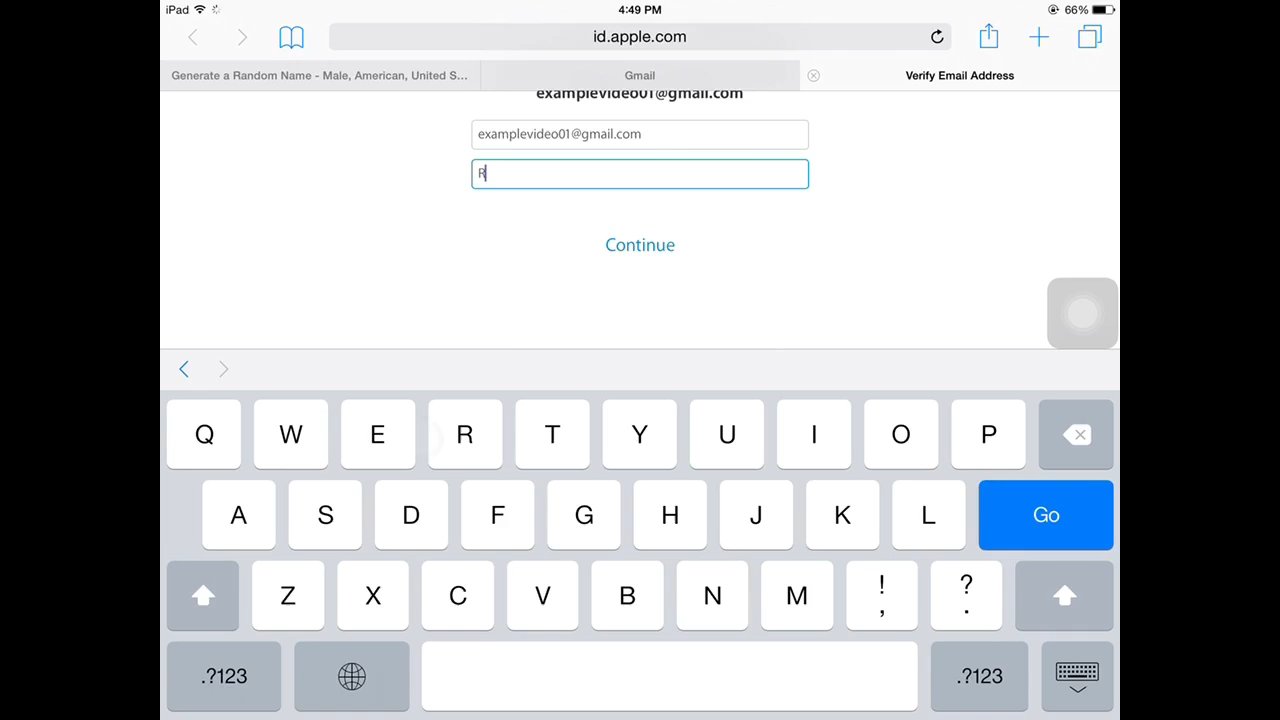 iPad 4:49 PM 66%
id.apple.com
Generate a Random Name - Male, American, United S... Gmail Verify Email Address
examplevideo01@gmail.com
examplevideo01@gmail.com
R
Continue
Q W E R T Y U I O P
A S D F G H J K L Go
Z X C V B N M ! , ? .
.?123 .?123